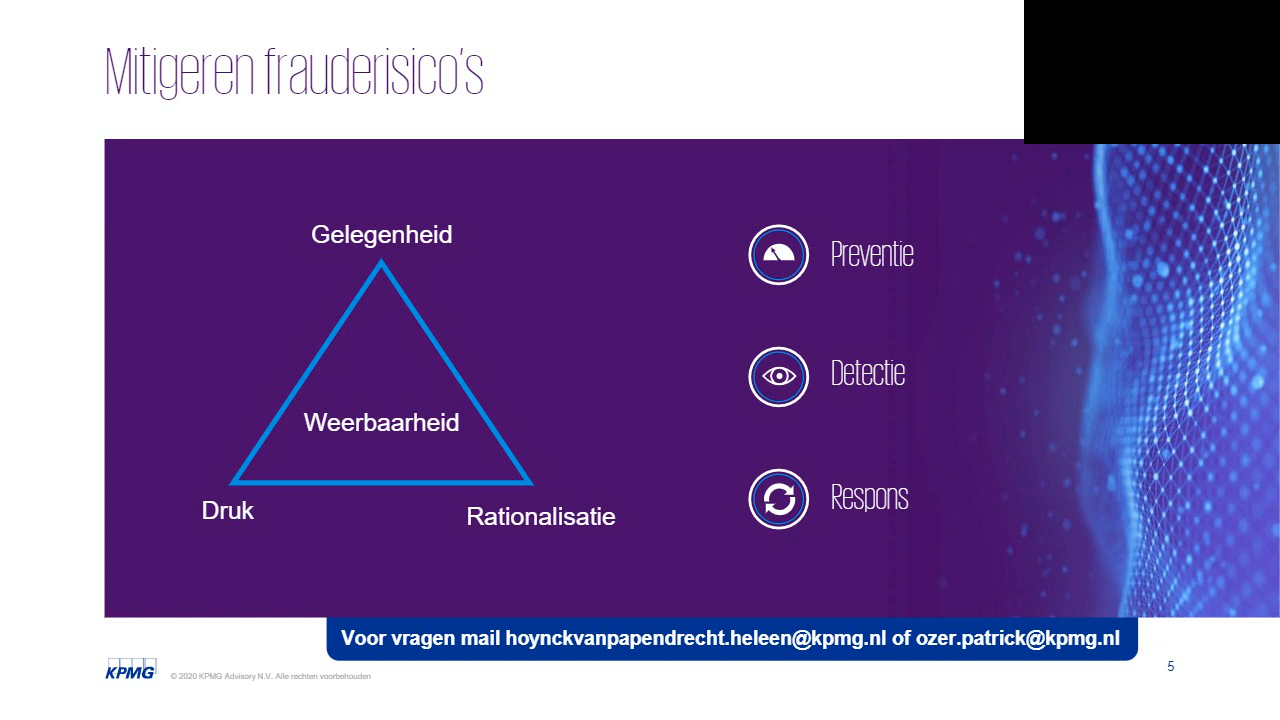 Mitigeren frauderisico's
Gelegenheid
Weerbaarheid
Druk
Rationalisatie
Preventie
Detectie
Respons
Voor vragen mail hoynckvanpapendrecht.heleen@kpmg.nl of ozer.patrick@kpmg.nl
KPMG
© 2020 KPMG Advisory N.V. Alle rechten voorbehouden
5